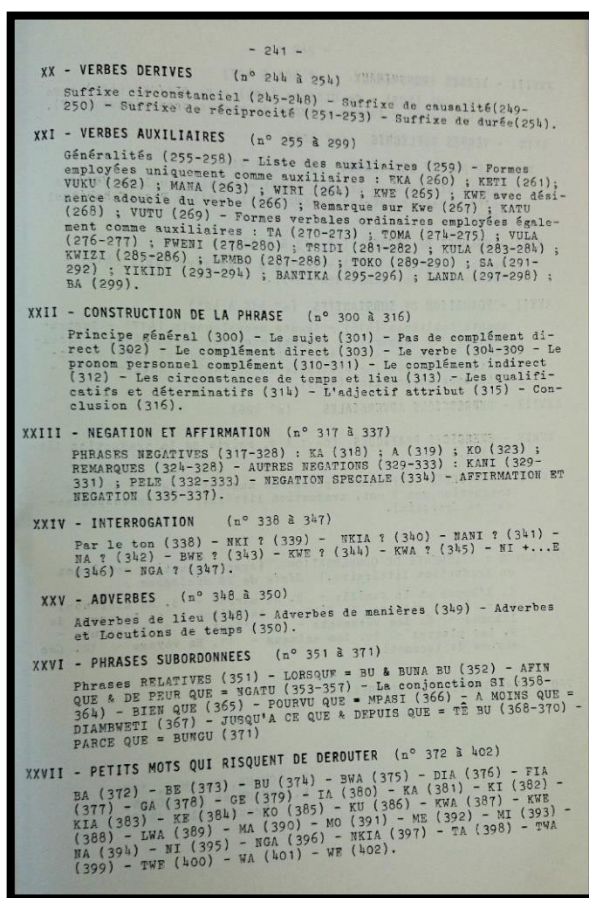 - 241 -
XX - VERBES DERIVES (n° 244 à 254)
Suffixe circonstanciel (245-248) - Suffixe de causalité(249-
250) - Suffixe de réciprocité (251-253) - Suffixe de durée(254).
XXI - VERBES AUXILIAIRES (n° 255 à 299)
Généralités (255-258) - Liste des auxiliaires (259) - Formes
employées uniquement comme auxiliaires : EKA (260) ; KETI (261);
VUKU (262) ; MANA (263) ; WIRI (264) ; KWE (265) ; KWE avec dési-
nence adoucie du verbe (266) ; Remarque sur Kwe (267) ; KATU
(268) ; VUTU (269) - Formes verbales ordinaires employées égale-
ment comme auxiliaires : TA (270-273) ; TOMA (274-275) ; VULA
(276-277) ; FWENI (278-280) ; TSIDI (281-282) ; KULA (283-284) ;
KWIZI (285-286) ; LEMBO (287-288) ; TOKO (289-290) ; SA (291-
292) ; YIKIDI (293-294) ; BANTIKA (295-296) ; LANDA (297-298) ;
BA (299).
XXII - CONSTRUCTION DE LA PHRASE (n° 300 à 316)
Principe général (300) - Le sujet (301) - Pas de complément di-
rect (302) - Le complément direct (303) - Le verbe (304-309 - Le
pronom personnel complément (310-311) - Le complément indirect
(312) - Les circonstances de temps et lieu (313) - Les qualifi-
catifs et déterminatifs (314) - L'adjectif attribut (315) - Con-
clusion (316).
XXIII - NEGATION ET AFFIRMATION (n° 317 à 337)
PHRASES NEGATIVES (317-328) : KA (318) ; A (319) ; KO (323) ;
REMARQUES (324-328) - AUTRES NEGATIONS (329-333) : KANI (329-
331) ; PELE (332-333) - NEGATION SPECIALE (334) - AFFIRMATION ET
NEGATION (335-337).
XXIV - INTERROGATION (n° 338 à 347)
Par le ton (338) - NKI ? (339) - NKIA ? (340) - NANI ? (341) -
NA ? (342) - BWE ? (343) - KWE ? (344) - KWA ? (345) - NI +...E
(346) - NGA ? (347).
XXV - ADVERBES (n° 348 à 350)
Adverbes de lieu (348) - Adverbes de manières (349) - Adverbes
et Locutions de temps (350).
XXVI - PHRASES SUBORDONNEES (n° 351 à 371)
Phrases RELATIVES (351) - LORSQUE = BU & BUNA BU (352) - AFIN
QUE & DE PEUR QUE = NGATU (353-357) - La conjonction SI (358-
364) - BIEN QUE (365) - POURVU QUE = MPASI (366) - A MOINS QUE =
DIAMBWETI (367) - JUSQU'A CE QUE & DEPUIS QUE = TÊ BU (368-370) -
PARCE QUE = BUNGU (371)
XXVII - PETITS MOTS QUI RISQUENT DE DEROUTER (n° 372 à 402)
BA (372) - BE (373) - BU (374) - BWA (375) - DIA (376) - FIA
(377) - GA (378) - GE (379) - IA (380) - KA (381) - KI (382) -
KIA (383) - KE (384) - KO (385) - KU (386) - KWA (387) - KWE
(388) - LWA (389) - MA (390) - MO (391) - ME (392) - MI (393) -
NA (394) - NI (395) - NGA (396) - NKIA (397) - TA (398) - TWA
(399) - TWE (400) - WA (401) - WE (402).